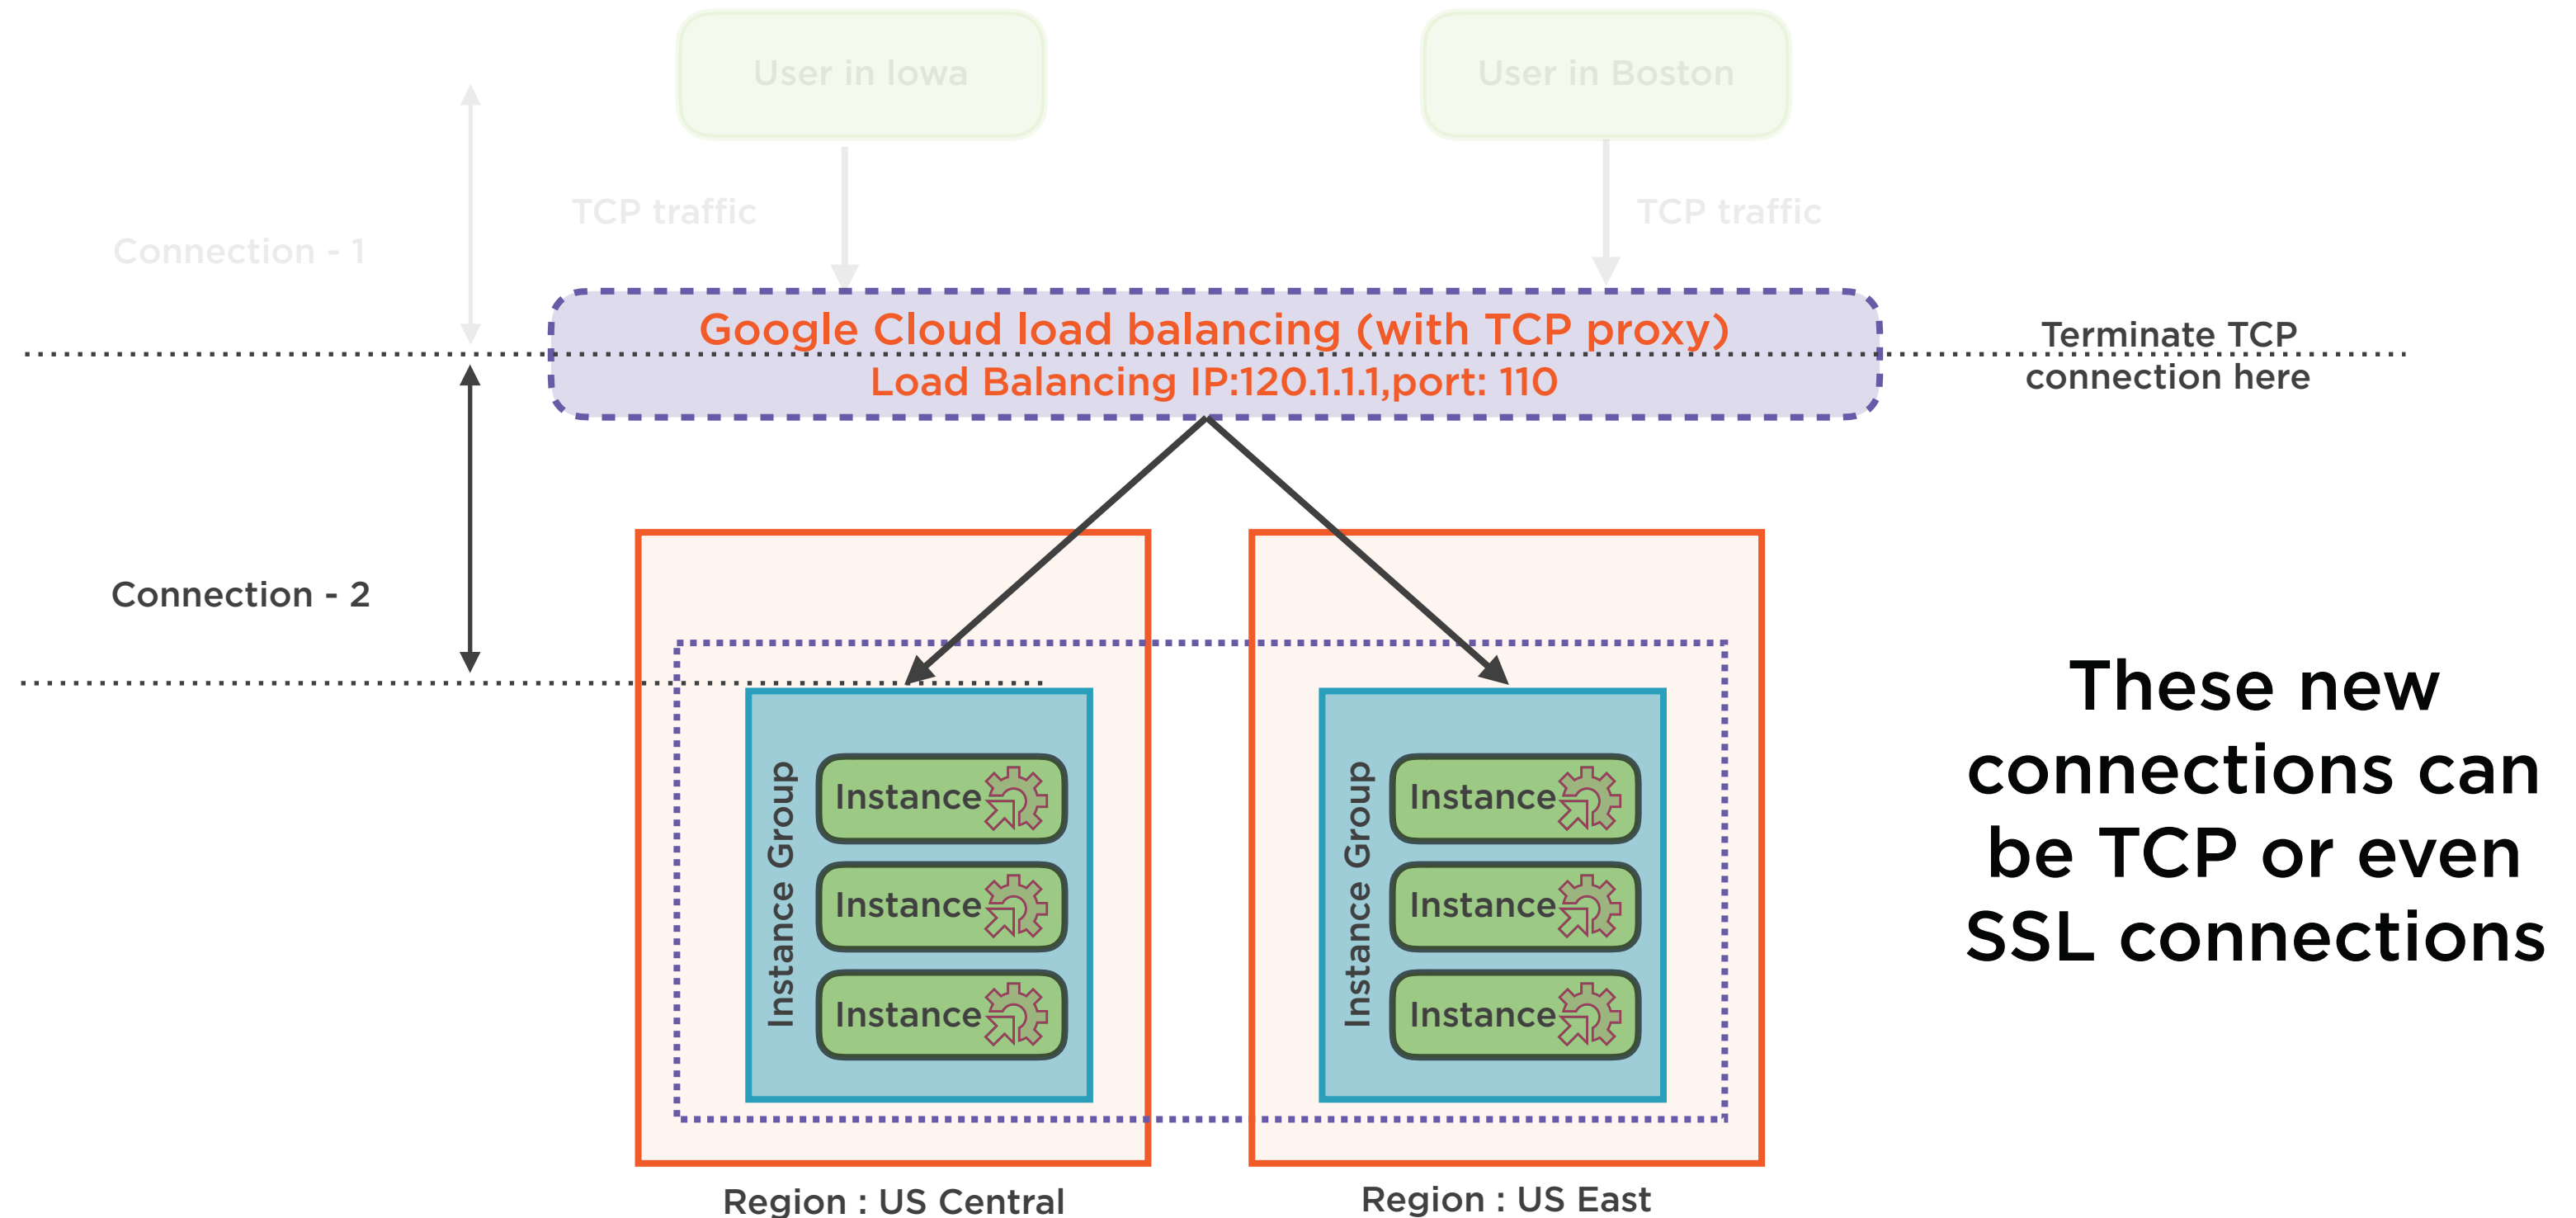 User in Iowa
User in Boston
TCP traffic
TCP traffic
Connection - 1
Google Cloud load balancing (with TCP proxy)
Load Balancing IP:120.1.1.1,port: 110
Terminate TCP
connection here
Connection - 2
Instance Group
Instance
Instance
Instance
Instance Group
Instance
Instance
Instance
These new
connections can
be TCP or even
SSL connections
Region : US Central
Region : US East